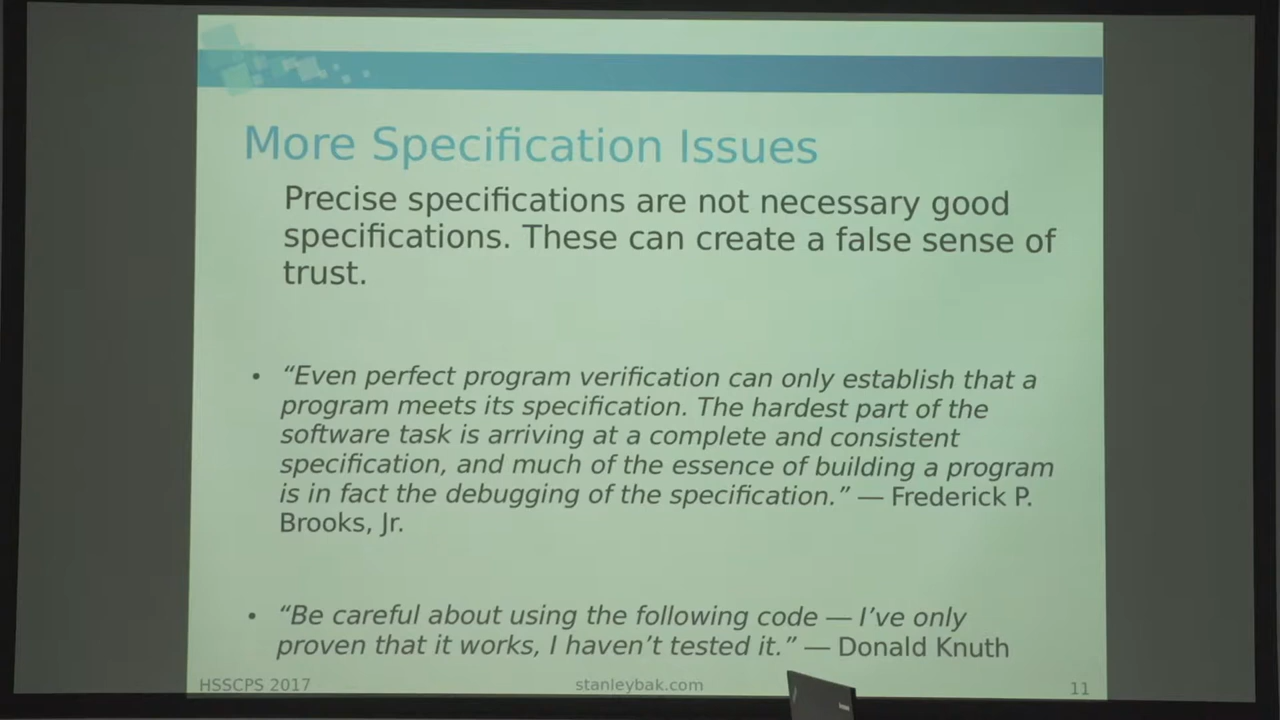 More Specification Issues
Precise specifications are not necessary good
specifications. These can create a false sense of
trust.
• “Even perfect program verification can only establish that a
program meets its specification. The hardest part of the
software task is arriving at a complete and consistent
specification, and much of the essence of building a program
is in fact the debugging of the specification.” — Frederick P.
Brooks, Jr.
• “Be careful about using the following code — I’ve only
proven that it works, I haven’t tested it.” — Donald Knuth
HSSCPS 2017 stanleybak.com 11